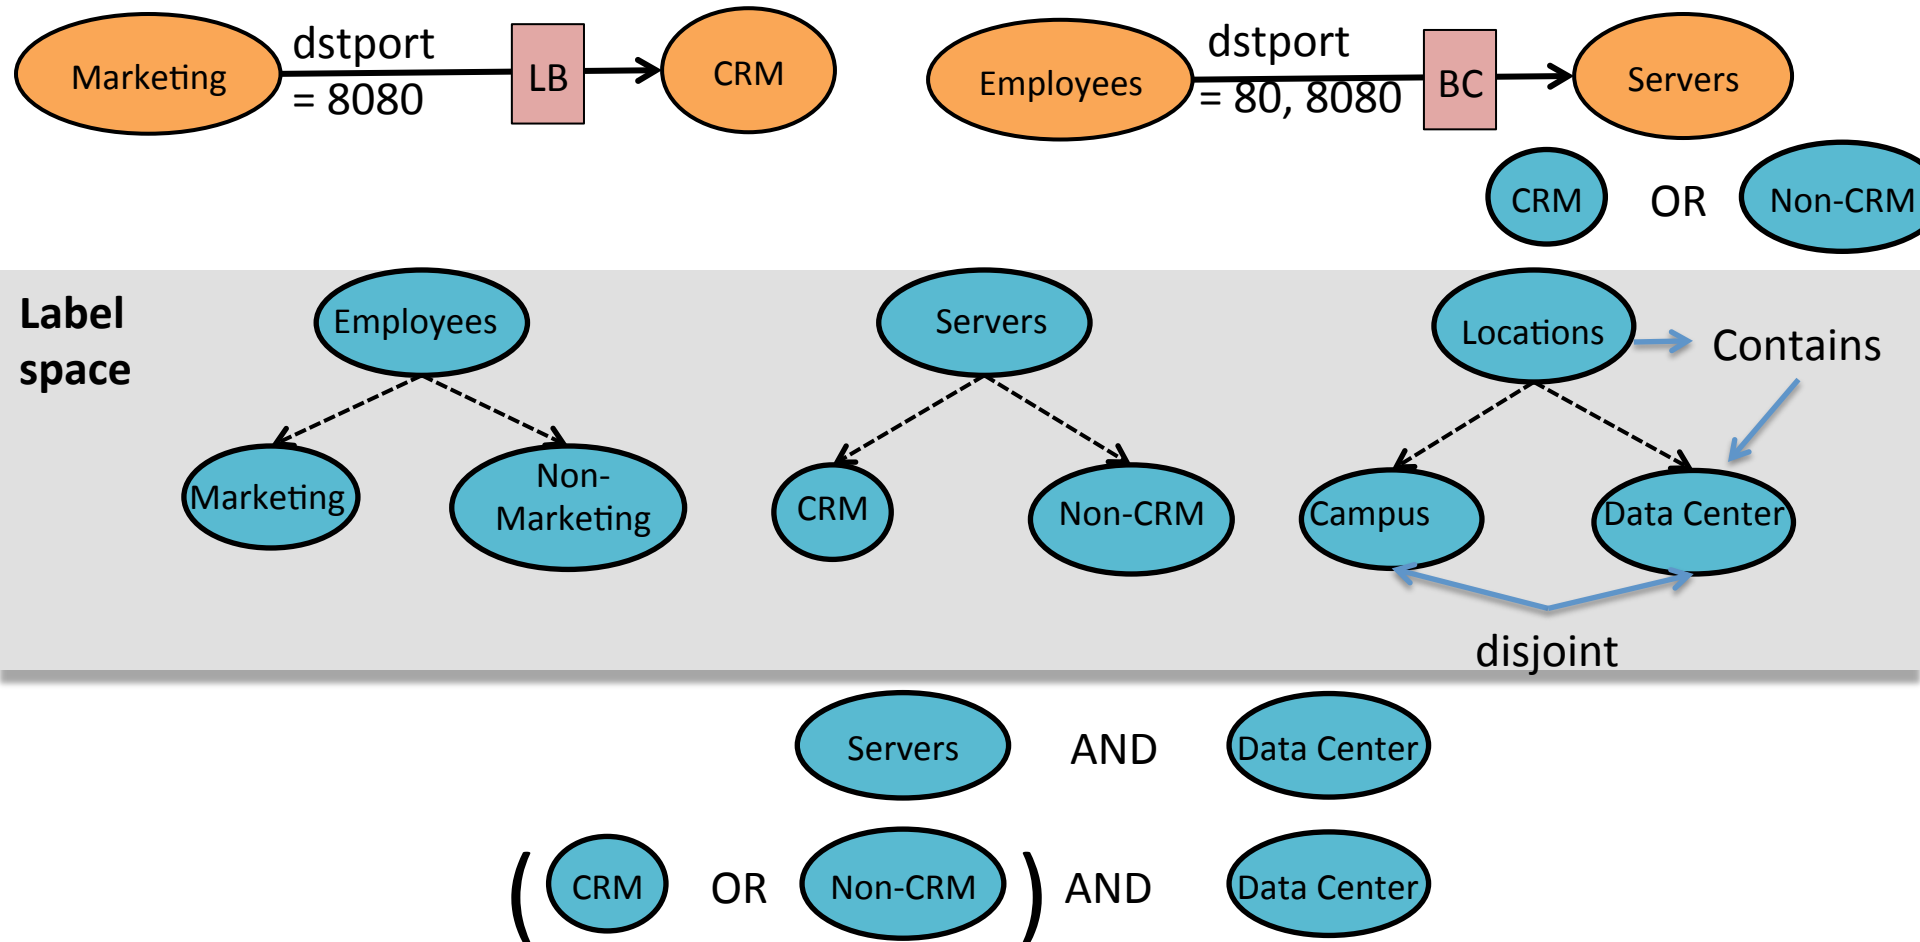 Marketing
dstport
= 8080
LB
CRM
Employees
dstport
= 80, 8080
BC
Servers
CRM
OR
Non-CRM
Label
space
Employees
Servers
Locations
Contains
Marketing
Non-
Marketing
CRM
Non-CRM
Campus
Data Center
disjoint
Servers AND Data Center
( CRM OR Non-CRM ) AND Data Center